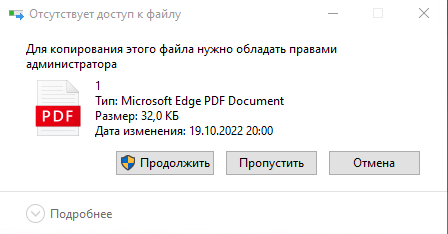 Отсутствует доступ к файлу
Для копирования этого файла нужно обладать правами
администратора
PDF
1
Тип: Microsoft Edge PDF Document
Размер: 32,0 КБ
Дата изменения: 19.10.2022 20:00
Продолжить
Пропустить
Отмена
Подробнее